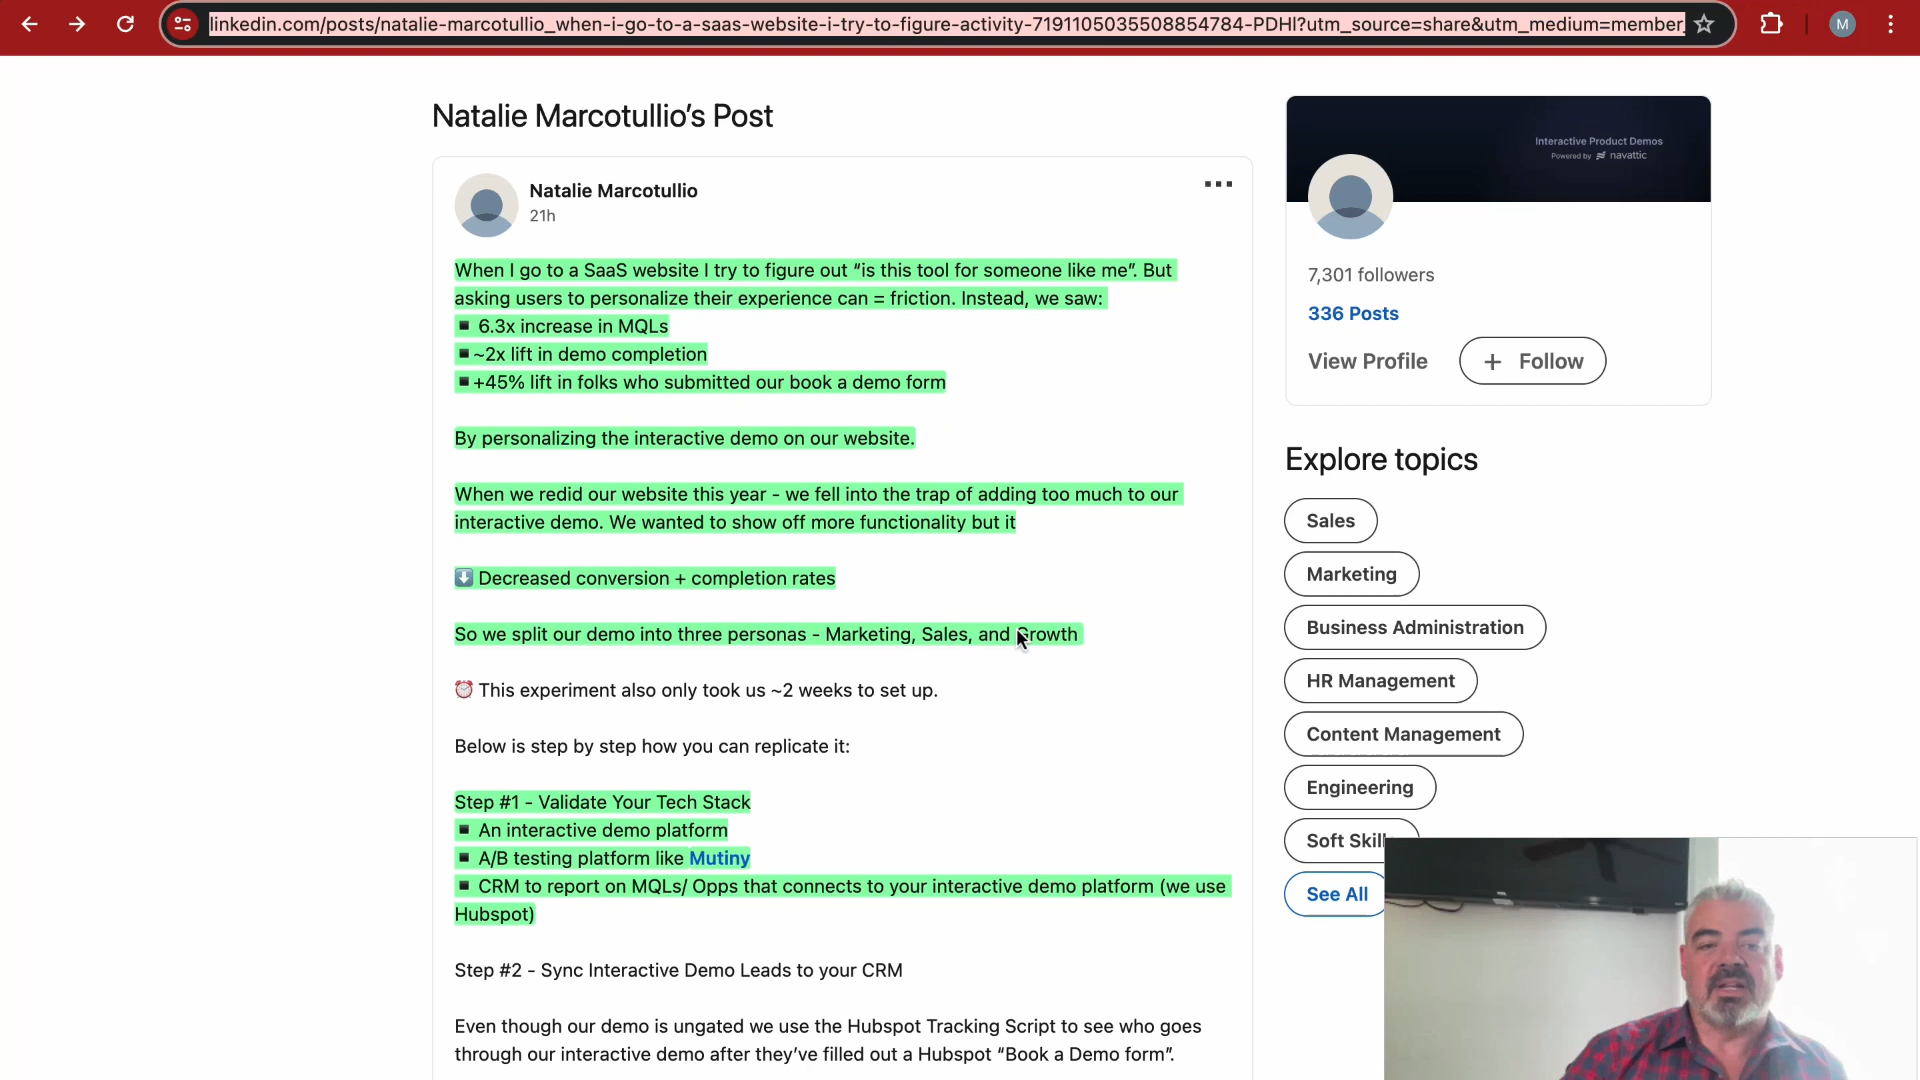 linkedin.com/posts/natalie-marcotullio_when-i-go-to-a-saas-website-i-try-to-figure-activity-7191105035508854784-PDHI?utm_source=share&utm_medium=member_
M
Natalie Marcotullio’s Post
Natalie Marcotullio
21h
When I go to a SaaS website I try to figure out “is this tool for someone like me”. But
asking users to personalize their experience can = friction. Instead, we saw:
▪️ 6.3x increase in MQLs
▪️~2x lift in demo completion
▪️+45% lift in folks who submitted our book a demo form
By personalizing the interactive demo on our website.
When we redid our website this year - we fell into the trap of adding too much to our
interactive demo. We wanted to show off more functionality but it
⬇️ Decreased conversion + completion rates
So we split our demo into three personas - Marketing, Sales, and Growth
⏰ This experiment also only took us ~2 weeks to set up.
Below is step by step how you can replicate it:
Step #1 - Validate Your Tech Stack
▪️ An interactive demo platform
▪️ A/B testing platform like Mutiny
▪️ CRM to report on MQLs/ Opps that connects to your interactive demo platform (we use
Hubspot)
Step #2 - Sync Interactive Demo Leads to your CRM
Even though our demo is ungated we use the Hubspot Tracking Script to see who goes
through our interactive demo after they’ve filled out a Hubspot “Book a Demo form”.
Interactive Product Demos
Powered by navattic
7,301 followers
336 Posts
View Profile
+ Follow
Explore topics
Sales
Marketing
Business Administration
HR Management
Content Management
Engineering
Soft Skill
See All